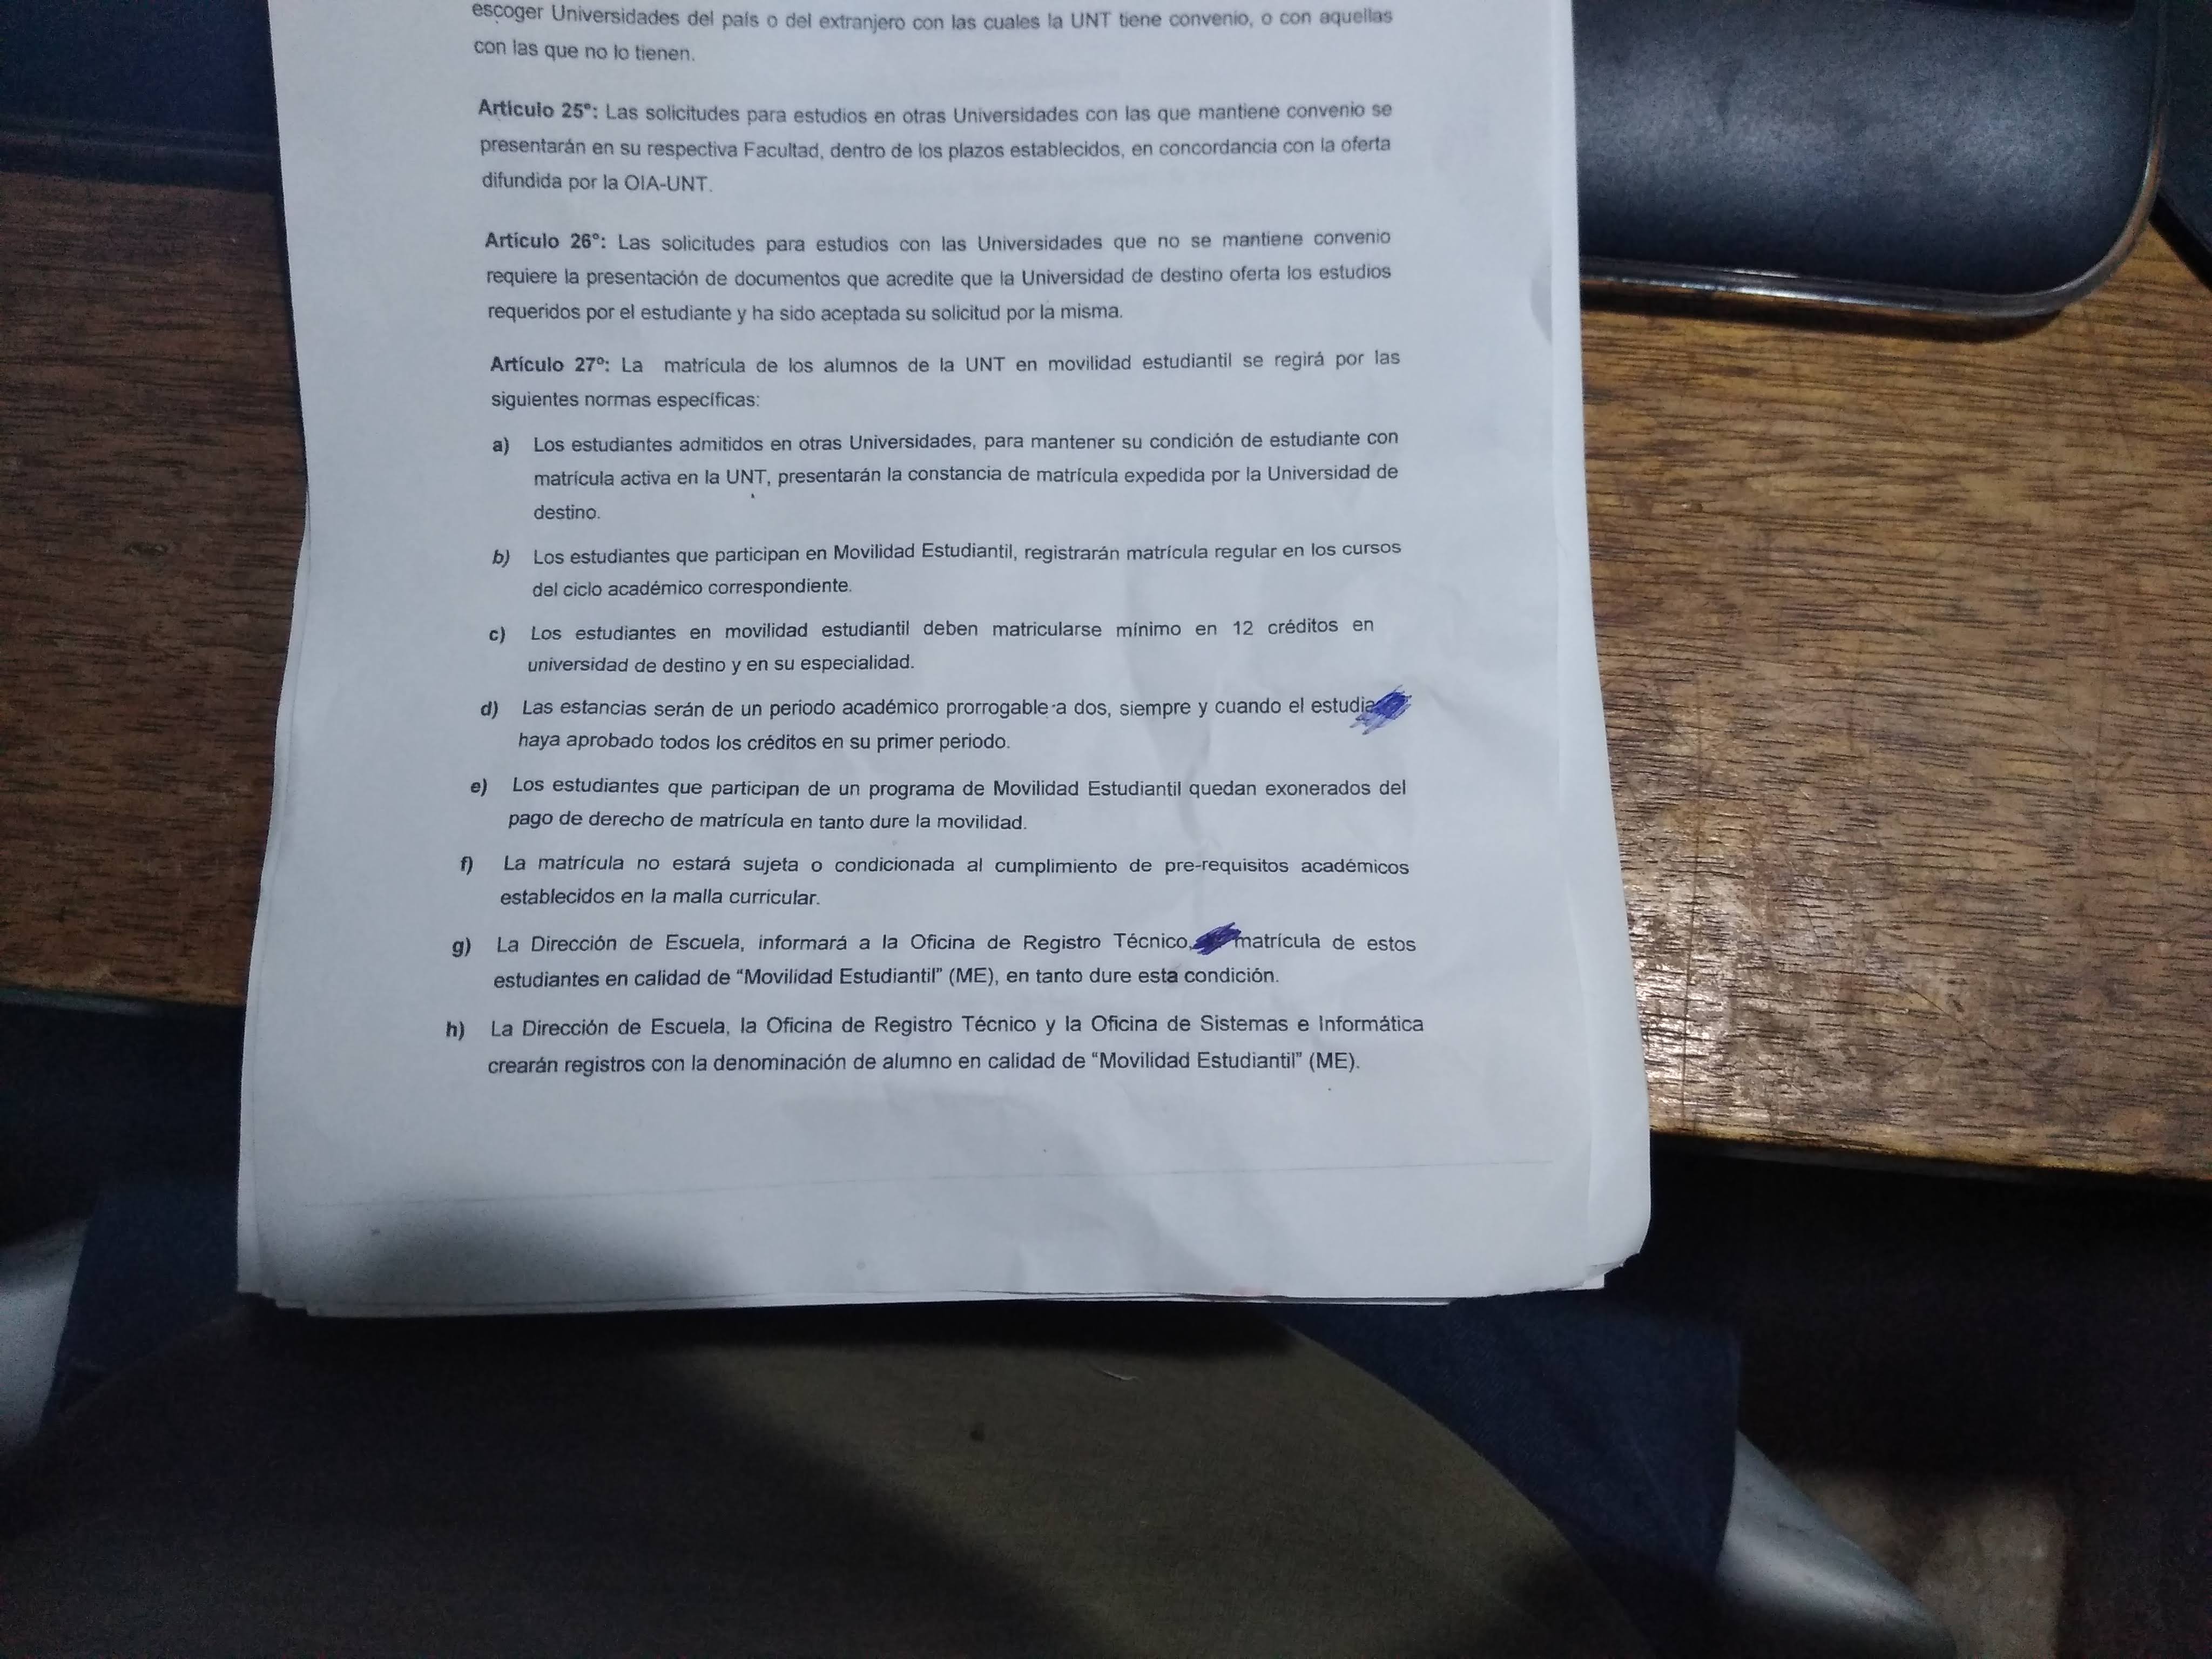 escoger Universidades del país o del extranjero con las cuales la UNT tiene convenio, o con aquellas
con las que no lo tienen.
Artículo 25°: Las solicitudes para estudios en otras Universidades con las que mantiene convenio se
presentarán en su respectiva Facultad, dentro de los plazos establecidos, en concordancia con la oferta
difundida por la OIA-UNT.
Artículo 26°: Las solicitudes para estudios con las Universidades que no se mantiene convenio
requiere la presentación de documentos que acredite que la Universidad de destino oferta los estudios
requeridos por el estudiante y ha sido aceptada su solicitud por la misma.
Artículo 27°: La matrícula de los alumnos de la UNT en movilidad estudiantil se regirá por las
siguientes normas específicas:
a) Los estudiantes admitidos en otras Universidades, para mantener su condición de estudiante con
matrícula activa en la UNT, presentarán la constancia de matrícula expedida por la Universidad de
destino.
b) Los estudiantes que participan en Movilidad Estudiantil, registrarán matrícula regular en los cursos
del ciclo académico correspondiente.
c) Los estudiantes en movilidad estudiantil deben matricularse mínimo en 12 créditos en
universidad de destino y en su especialidad.
d) Las estancias serán de un periodo académico prorrogable a dos, siempre y cuando el
haya aprobado todos los créditos en su primer periodo.
e) Los estudiantes que participan de un programa de Movilidad Estudiantil quedan exonerados del
pago de derecho de matrícula en tanto dure la movilidad.
f) La matrícula no estará sujeta o condicionada al cumplimiento de pre-requisitos académicos
establecidos en la malla curricular.
g) La Dirección de Escuela, informará a la Oficina de Registro Técnico, matrícula de estos
estudiantes en calidad de “Movilidad Estudiantil” (ME), en tanto dure esta condición.
h) La Dirección de Escuela, la Oficina de Registro Técnico y la Oficina de Sistemas e Informática
crearán registros con la denominación de alumno en calidad de “Movilidad Estudiantil” (ME).